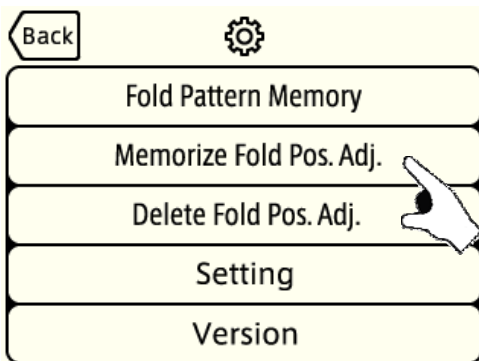 Back
Fold Pattern Memory
Memorize Fold Pos. Adj.
Delete Fold Pos. Adj.
Setting
Version